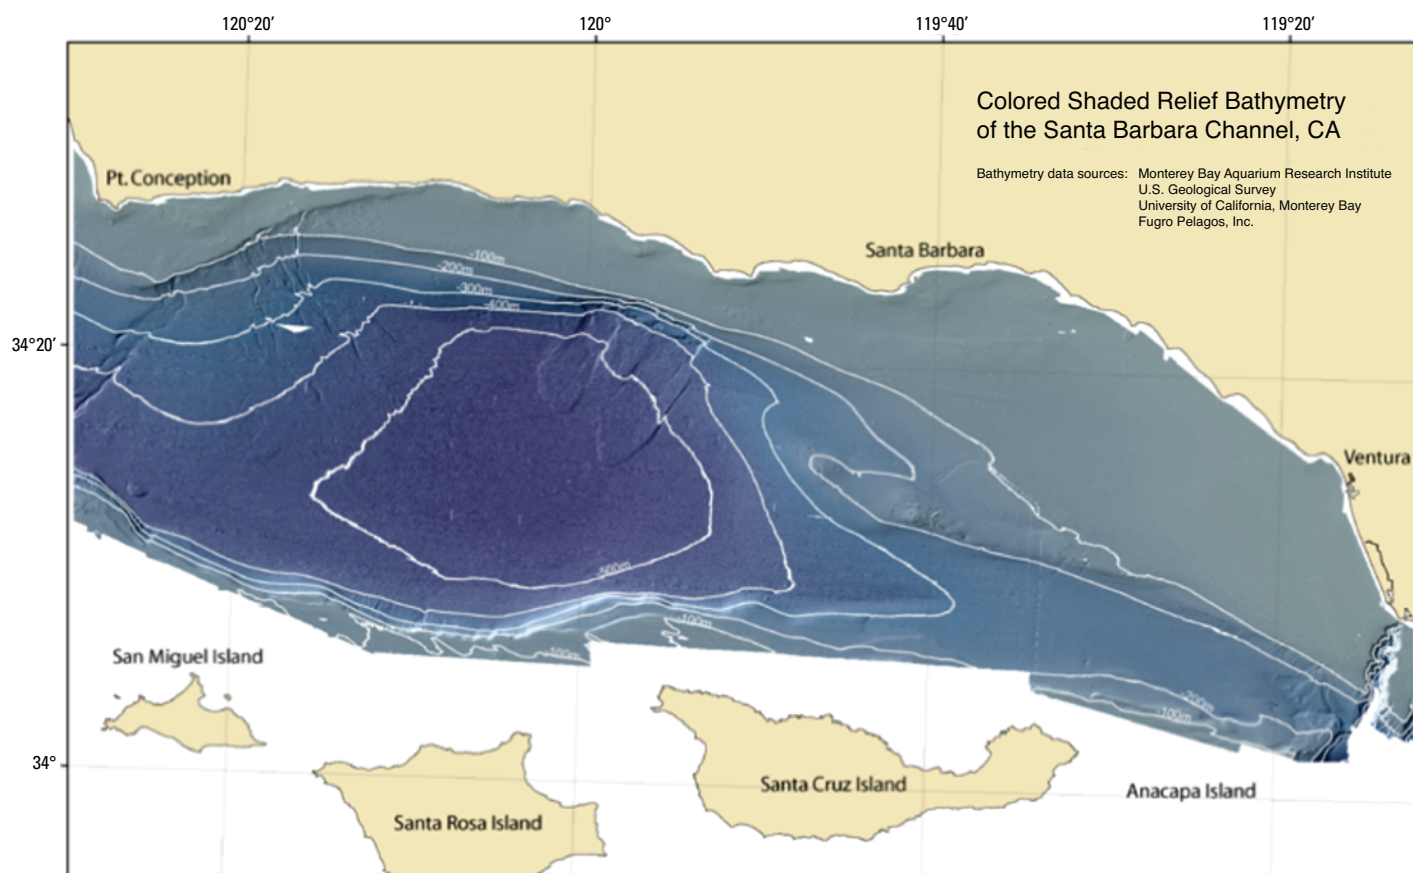 120°20′ 120° 119°40′ 119°20′
Colored Shaded Relief Bathymetry
of the Santa Barbara Channel, CA
Bathymetry data sources: Monterey Bay Aquarium Research Institute
U.S. Geological Survey
University of California, Monterey Bay
Fugro Pelagos, Inc.
Pt. Conception
Santa Barbara
-100m
-200m
-300m
-400m
34°20′
Ventura
-500m
-100m
-100m
San Miguel Island
-200m
-100m
34°
Santa Cruz Island
Anacapa Island
Santa Rosa Island